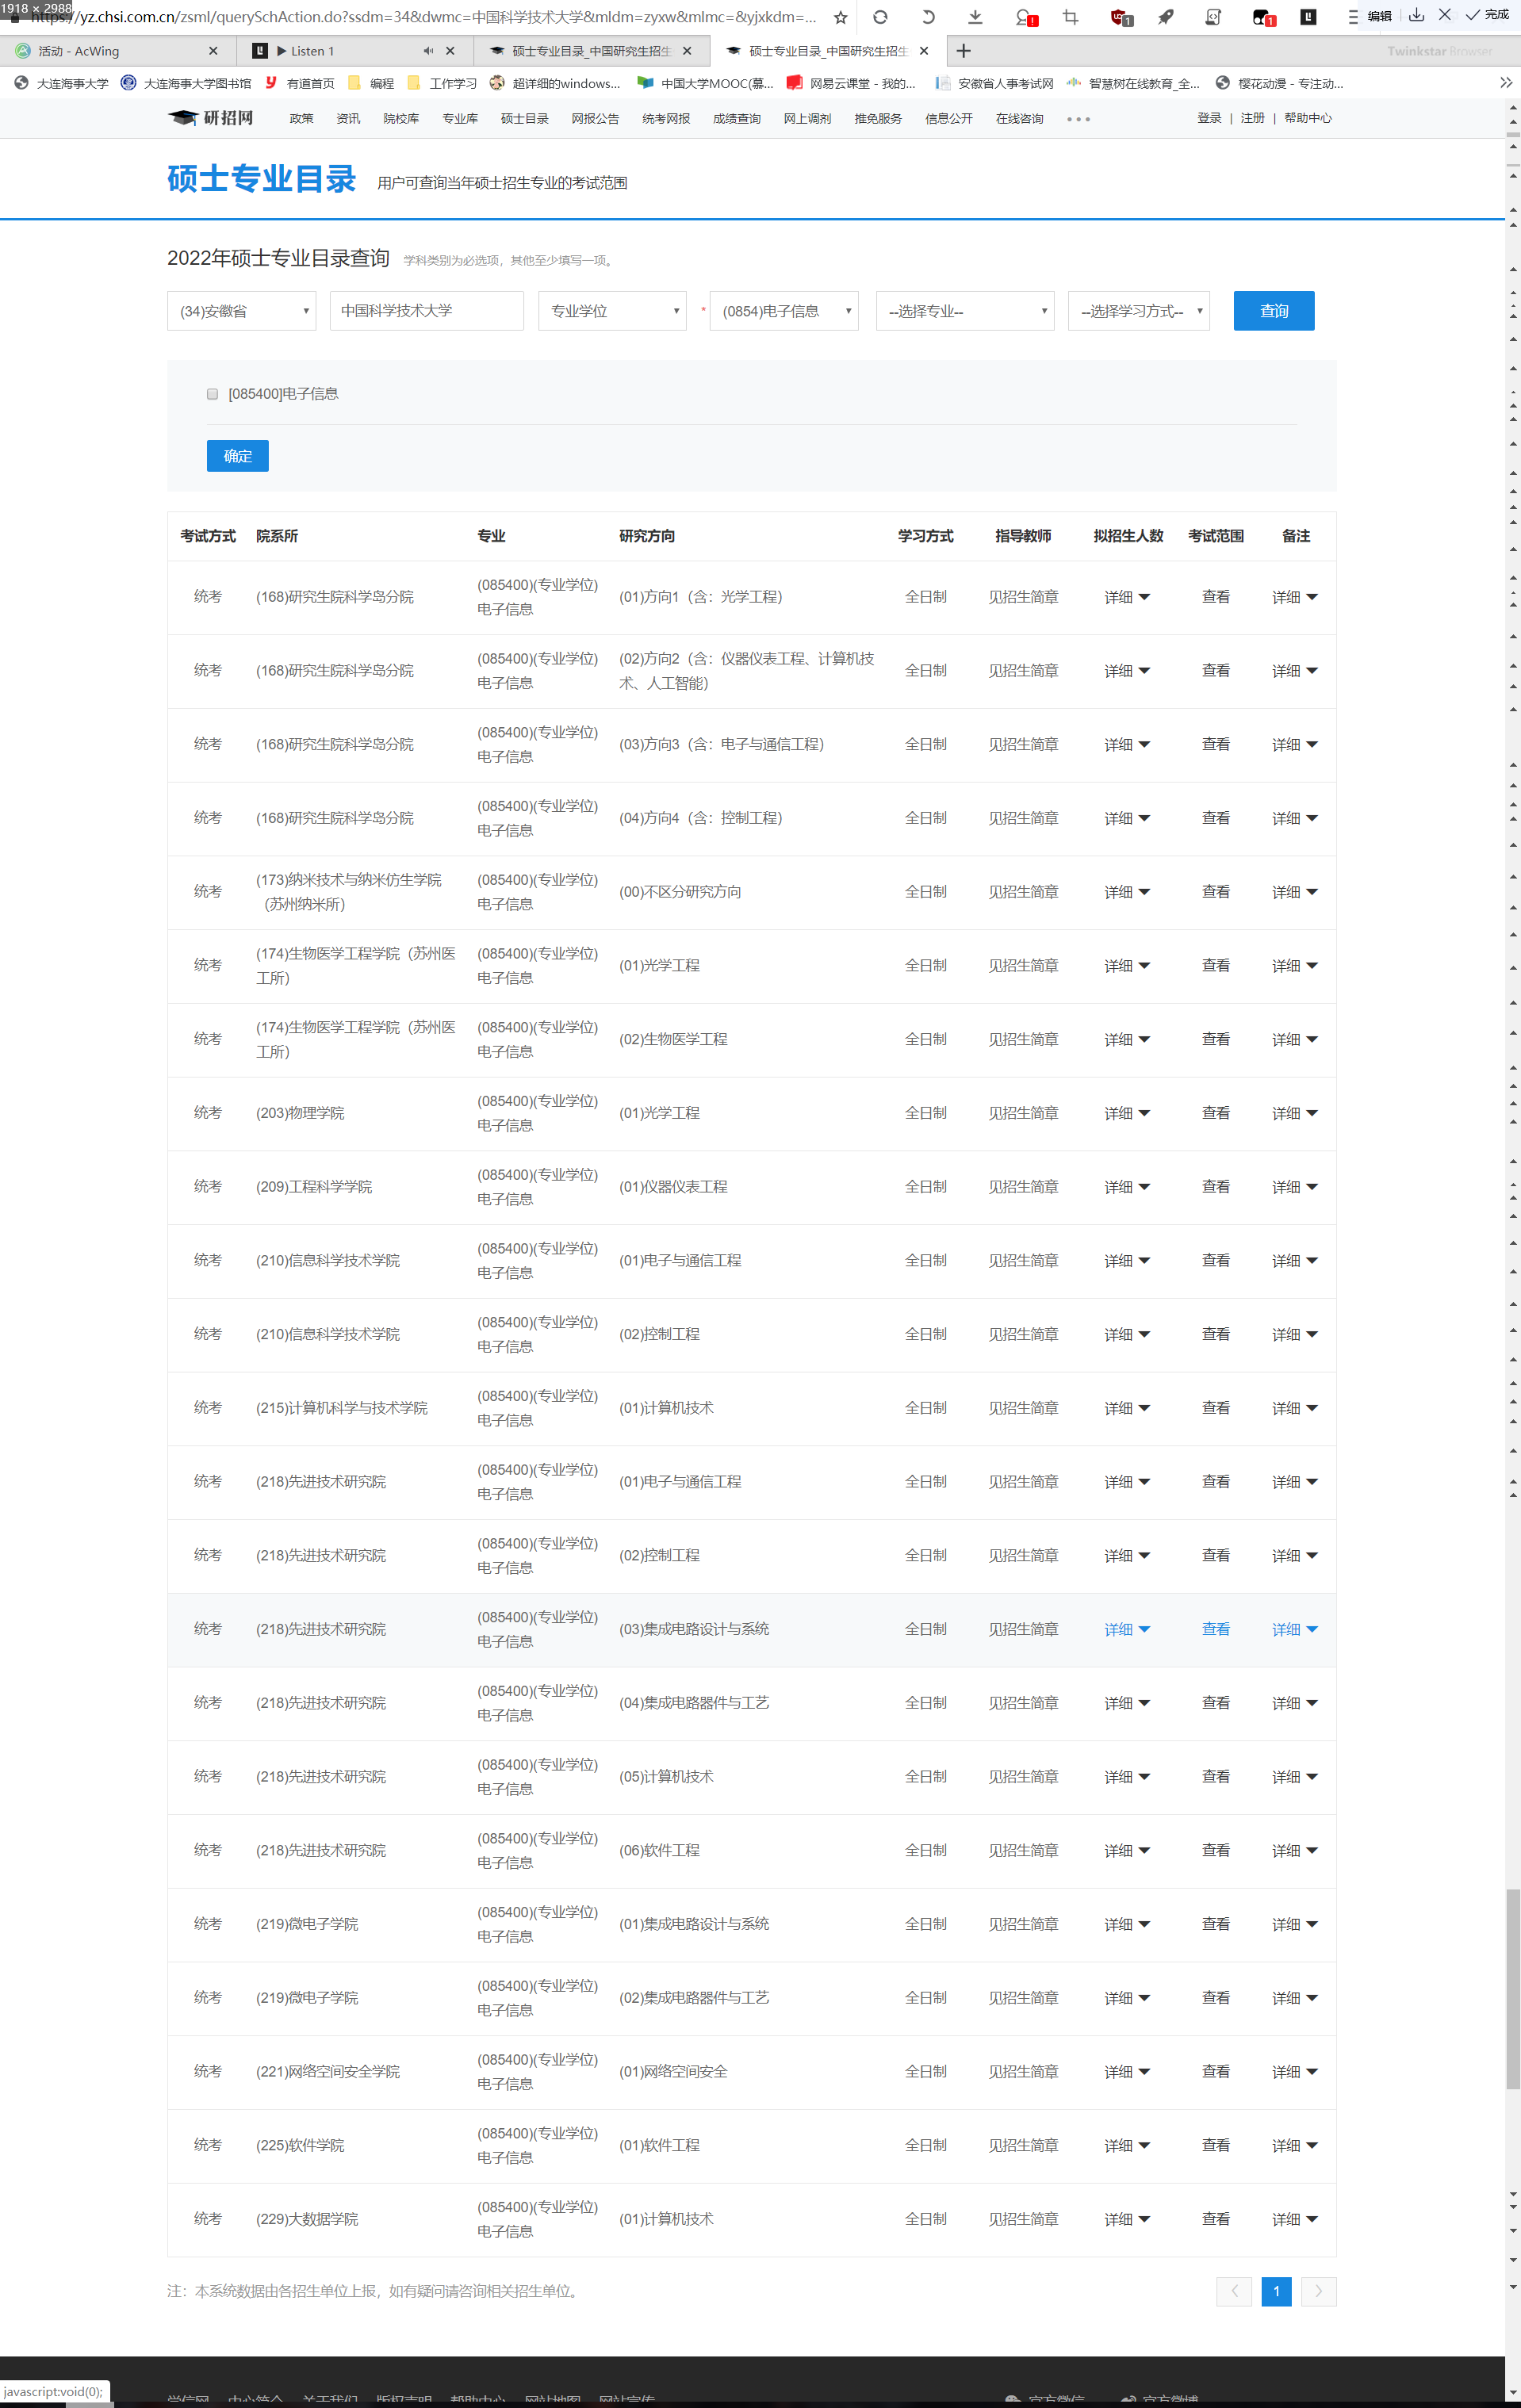 1918 × 2988
https://yz.chsi.com.cn/zsml/querySchAction.do?ssdm=34&dwmc=中国科学技术大学&mldm=zyxw&mlmc=&yjxkdm=... 编辑 完成
活动 - AcWing ▶ Listen 1 硕士专业目录_中国研究生招生 硕士专业目录_中国研究生招生 Twinkstar Browser
大连海事大学 大连海事大学图书馆 有道首页 编程 工作学习 超详细的windows... 中国大学MOOC(慕... 网易云课堂 - 我的... 安徽省人事考试网 智慧树在线教育_全... 樱花动漫 - 专注动...
研招网 政策 资讯 院校库 专业库 硕士目录 网报公告 统考网报 成绩查询 网上调剂 推免服务 信息公开 在线咨询 ••• 登录 | 注册 | 帮助中心
硕士专业目录 用户可查询当年硕士招生专业的考试范围
2022年硕士专业目录查询 学科类别为必选项，其他至少填写一项。
(34)安徽省 中国科学技术大学 专业学位 * (0854)电子信息 --选择专业-- --选择学习方式-- 查询
[085400]电子信息
确定
考试方式 院系所 专业 研究方向 学习方式 指导教师 拟招生人数 考试范围 备注
统考 (168)研究生院科学岛分院 (085400)(专业学位)电子信息 (01)方向1（含：光学工程） 全日制 见招生简章 详细 查看 详细
统考 (168)研究生院科学岛分院 (085400)(专业学位)电子信息 (02)方向2（含：仪器仪表工程、计算机技术、人工智能） 全日制 见招生简章 详细 查看 详细
统考 (168)研究生院科学岛分院 (085400)(专业学位)电子信息 (03)方向3（含：电子与通信工程） 全日制 见招生简章 详细 查看 详细
统考 (168)研究生院科学岛分院 (085400)(专业学位)电子信息 (04)方向4（含：控制工程） 全日制 见招生简章 详细 查看 详细
统考 (173)纳米技术与纳米仿生学院（苏州纳米所） (085400)(专业学位)电子信息 (00)不区分研究方向 全日制 见招生简章 详细 查看 详细
统考 (174)生物医学工程学院（苏州医工所） (085400)(专业学位)电子信息 (01)光学工程 全日制 见招生简章 详细 查看 详细
统考 (174)生物医学工程学院（苏州医工所） (085400)(专业学位)电子信息 (02)生物医学工程 全日制 见招生简章 详细 查看 详细
统考 (203)物理学院 (085400)(专业学位)电子信息 (01)光学工程 全日制 见招生简章 详细 查看 详细
统考 (209)工程科学学院 (085400)(专业学位)电子信息 (01)仪器仪表工程 全日制 见招生简章 详细 查看 详细
统考 (210)信息科学技术学院 (085400)(专业学位)电子信息 (01)电子与通信工程 全日制 见招生简章 详细 查看 详细
统考 (210)信息科学技术学院 (085400)(专业学位)电子信息 (02)控制工程 全日制 见招生简章 详细 查看 详细
统考 (215)计算机科学与技术学院 (085400)(专业学位)电子信息 (01)计算机技术 全日制 见招生简章 详细 查看 详细
统考 (218)先进技术研究院 (085400)(专业学位)电子信息 (01)电子与通信工程 全日制 见招生简章 详细 查看 详细
统考 (218)先进技术研究院 (085400)(专业学位)电子信息 (02)控制工程 全日制 见招生简章 详细 查看 详细
统考 (218)先进技术研究院 (085400)(专业学位)电子信息 (03)集成电路设计与系统 全日制 见招生简章 详细 查看 详细
统考 (218)先进技术研究院 (085400)(专业学位)电子信息 (04)集成电路器件与工艺 全日制 见招生简章 详细 查看 详细
统考 (218)先进技术研究院 (085400)(专业学位)电子信息 (05)计算机技术 全日制 见招生简章 详细 查看 详细
统考 (218)先进技术研究院 (085400)(专业学位)电子信息 (06)软件工程 全日制 见招生简章 详细 查看 详细
统考 (219)微电子学院 (085400)(专业学位)电子信息 (01)集成电路设计与系统 全日制 见招生简章 详细 查看 详细
统考 (219)微电子学院 (085400)(专业学位)电子信息 (02)集成电路器件与工艺 全日制 见招生简章 详细 查看 详细
统考 (221)网络空间安全学院 (085400)(专业学位)电子信息 (01)网络空间安全 全日制 见招生简章 详细 查看 详细
统考 (225)软件学院 (085400)(专业学位)电子信息 (01)软件工程 全日制 见招生简章 详细 查看 详细
统考 (229)大数据学院 (085400)(专业学位)电子信息 (01)计算机技术 全日制 见招生简章 详细 查看 详细
注：本系统数据由各招生单位上报，如有疑问请咨询相关招生单位。 1
javascript:void(0);
学信网 中心简介 关于我们 版权声明 帮助中心 网站地图 网站宣传 官方微信 官方微博